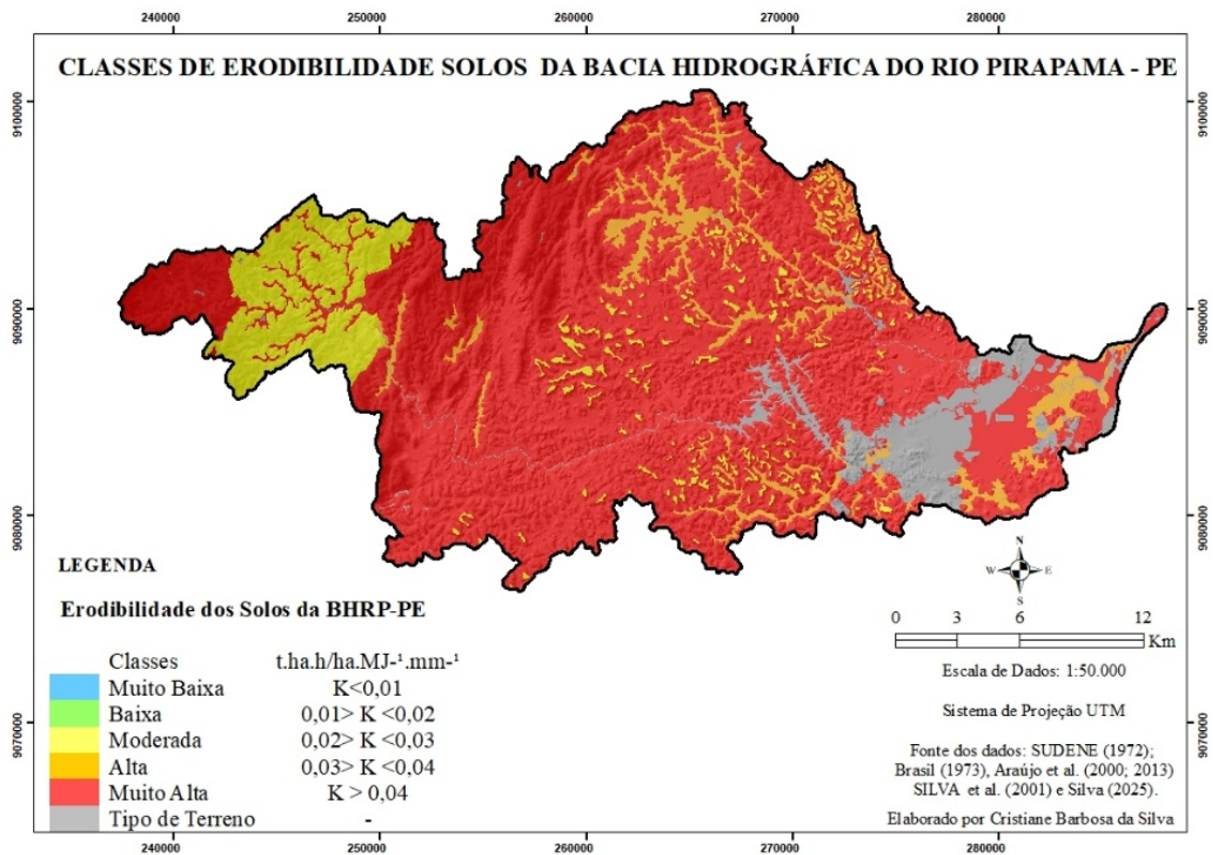 240000 250000 260000 270000 280000
CLASSES DE ERODIBILIDADE SOLOS DA BACIA HIDROGRÁFICA DO RIO PIRAPAMA - PE
9100000 9100000
9090000 9090000
9080000 9080000
9070000 9070000
LEGENDA
Erodibilidade dos Solos da BHRP-PE
Classes t.ha.h/ha.MJ-¹.mm-¹
Muito Baixa K<0,01
Baixa 0,01> K <0,02
Moderada 0,02> K <0,03
Alta 0,03> K <0,04
Muito Alta K > 0,04
Tipo de Terreno -
N
W E
S
0 3 6 12
Km
Escala de Dados: 1:50.000
Sistema de Projeção UTM
Fonte dos dados: SUDENE (1972);
Brasil (1973), Araújo et al. (2000; 2013)
SILVA et al. (2001) e Silva (2025).
Elaborado por Cristiane Barbosa da Silva
240000 250000 260000 270000 280000